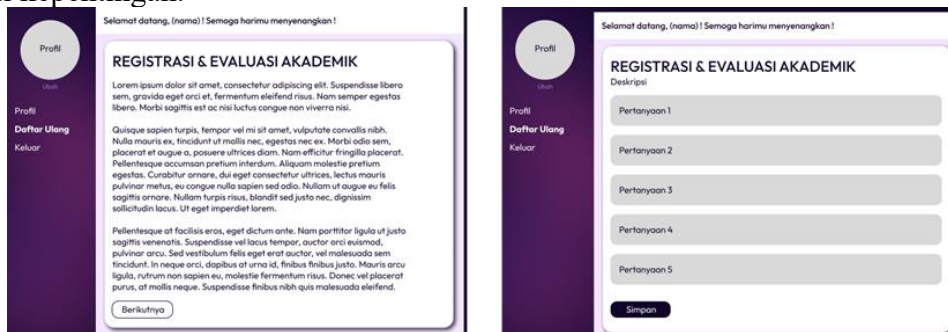 kepentingan.
Selamat datang, (nama) ! Semoga harimu menyenangkan !
Profil
Ubah
Profil
Daftar Ulang
Keluar
REGISTRASI & EVALUASI AKADEMIK
Lorem ipsum dolor sit amet, consectetur adipiscing elit. Suspendisse libero
sem, gravida eget orci et, fermentum eleifend risus. Nam semper egestas
libero. Morbi sagittis est ac nisi luctus congue non viverra nisi.
Quisque sapien turpis, tempor vel mi sit amet, vulputate convallis nibh.
Nulla mauris ex, tincidunt ut mollis nec, egestas nec ex. Morbi odio sem,
placerat et augue a, posuere ultrices diam. Nam efficitur fringilla placerat.
Pellentesque accumsan pretium interdum. Aliquam molestie pretium
egestas. Curabitur ornare, dui eget consectetur ultrices, lectus mauris
pulvinar metus, eu congue nulla sapien sed odio. Nullam ut augue eu felis
sagittis ornare. Nullam turpis risus, blandit sed justo nec, dignissim
sollicitudin lacus. Ut eget imperdiet lorem.
Pellentesque at facilisis eros, eget dictum ante. Nam porttitor ligula ut justo
sagittis venenatis. Suspendisse vel lacus tempor, auctor orci euismod,
pulvinar arcu. Sed vestibulum felis eget erat auctor, vel malesuada sem
tincidunt. In neque orci, dapibus at urna id, finibus finibus justo. Mauris arcu
ligula, rutrum non sapien eu, molestie fermentum risus. Donec vel placerat
purus, at mollis neque. Suspendisse finibus nibh quis malesuada eleifend.
Berikutnya
Selamat datang, (nama) ! Semoga harimu menyenangkan !
Profil
Ubah
Profil
Daftar Ulang
Keluar
REGISTRASI & EVALUASI AKADEMIK
Deskripsi
Pertanyaan 1
Pertanyaan 2
Pertanyaan 3
Pertanyaan 4
Pertanyaan 5
Simpan